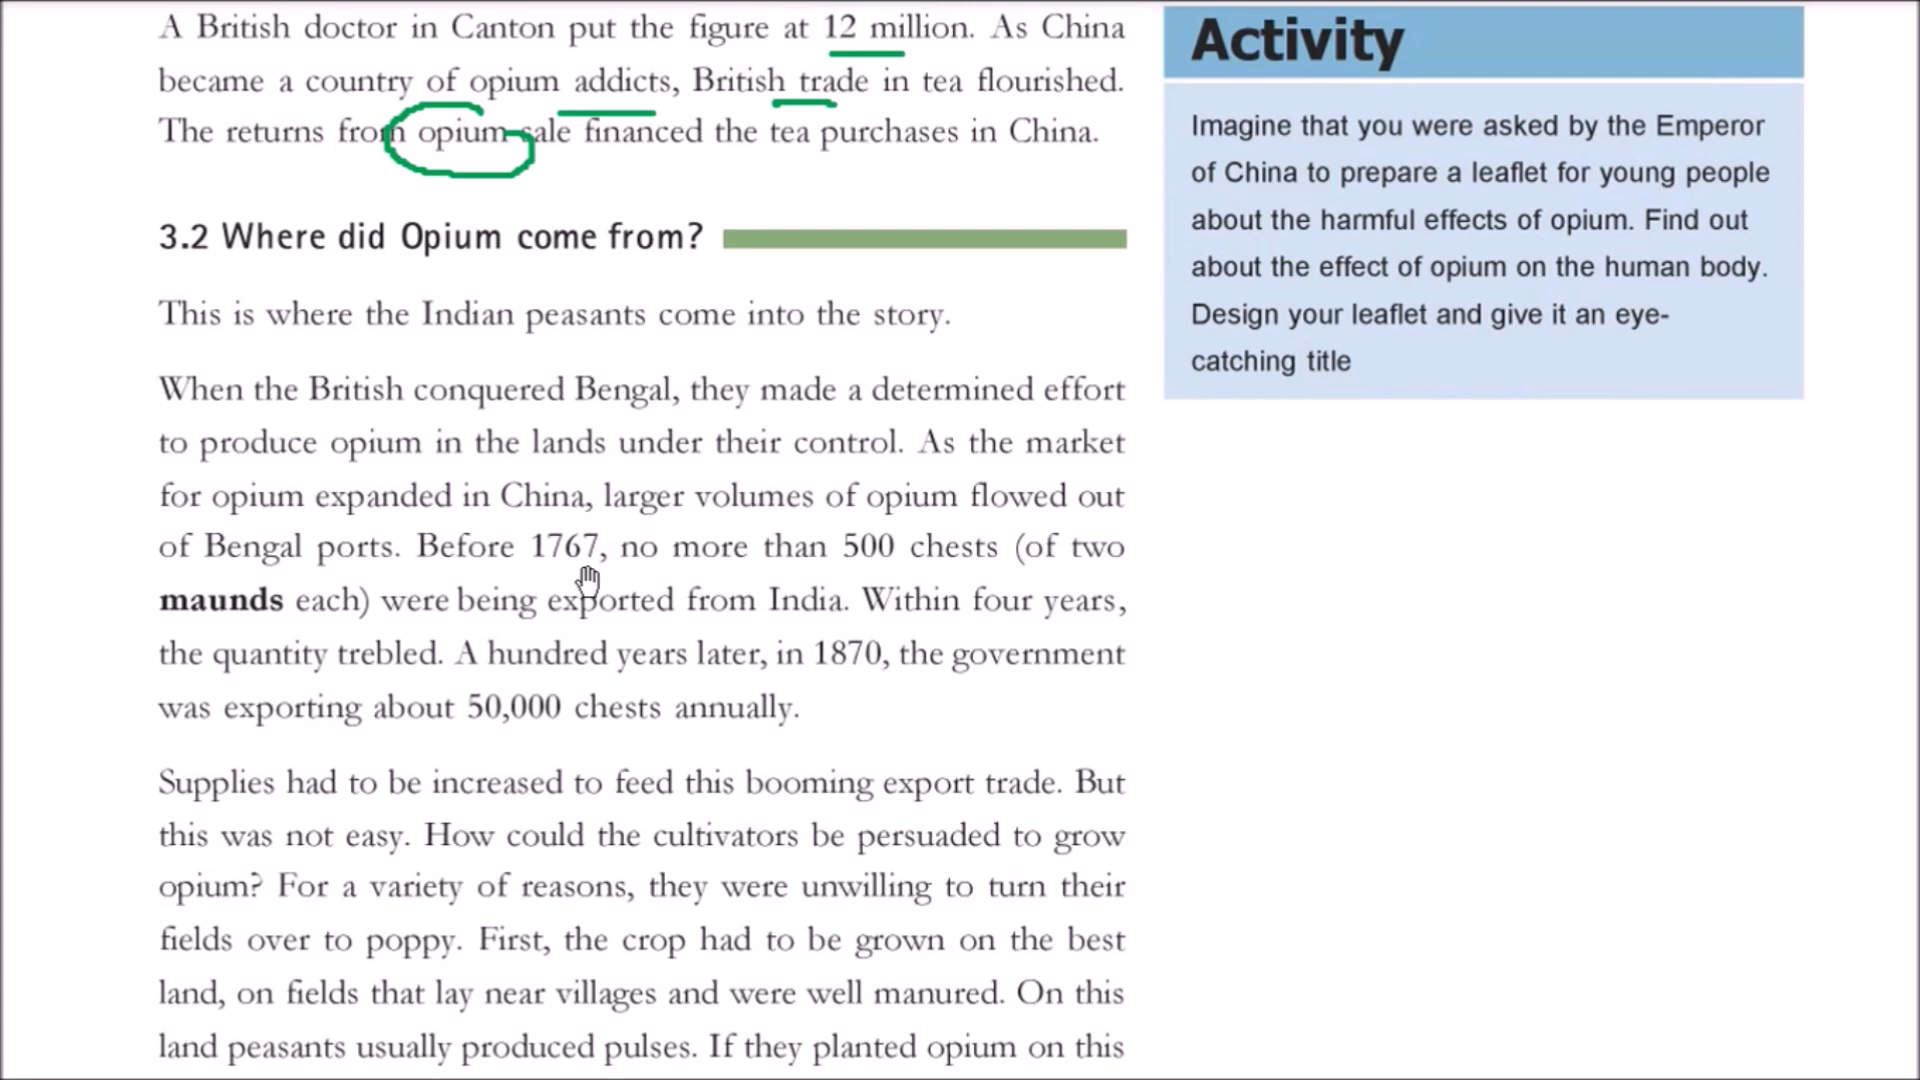 A British doctor in Canton put the figure at 12 million. As China
became a country of opium addicts, British trade in tea flourished.
The returns from opium sale financed the tea purchases in China.
3.2 Where did Opium come from?
This is where the Indian peasants come into the story.
When the British conquered Bengal, they made a determined effort
to produce opium in the lands under their control. As the market
for opium expanded in China, larger volumes of opium flowed out
of Bengal ports. Before 1767, no more than 500 chests (of two
maunds each) were being exported from India. Within four years,
the quantity trebled. A hundred years later, in 1870, the government
was exporting about 50,000 chests annually.
Supplies had to be increased to feed this booming export trade. But
this was not easy. How could the cultivators be persuaded to grow
opium? For a variety of reasons, they were unwilling to turn their
fields over to poppy. First, the crop had to be grown on the best
land, on fields that lay near villages and were well manured. On this
land peasants usually produced pulses. If they planted opium on this
Activity
Imagine that you were asked by the Emperor
of China to prepare a leaflet for young people
about the harmful effects of opium. Find out
about the effect of opium on the human body.
Design your leaflet and give it an eye-
catching title